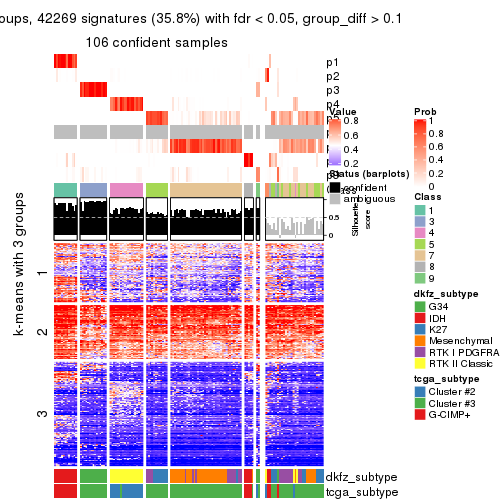 oups, 42269 signatures (35.8%) with fdr < 0.05, group_diff > 0.1
106 confident samples
p1
p2
p3
p4
Value
0.8
0.6
0.4
0.2
Prob
1
0.8
0.6
0.4
0.2
0
Status (barplots)
confident
ambiguous
0.5
0
Silhouette
score
Class
1
3
4
5
7
8
9
k-means with 3 groups
1
2
3
dkfz_subtype
G34
IDH
K27
Mesenchymal
RTK I PDGFRA
RTK II Classic
tcga_subtype
Cluster #2
Cluster #3
G-CIMP+
dkfz_subtype
tcga_subtype